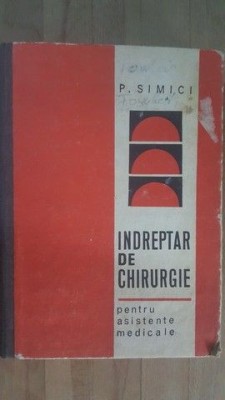 P. SIMICI
INDREPTAR
DE
CHIRURGIE
pentru
asistente
medicale